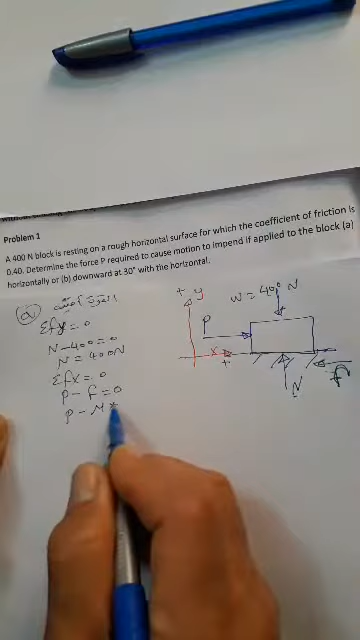 Problem 1
A 400 N block is resting on a rough horizontal surface for which the coefficient of friction is
0.40. Determine the force P required to cause motion to impend if applied to the block (a)
horizontally or (b) downward at 30° with the horizontal.
a
Σfy = 0
N - 400 = 0
N = 400N
Σfx = 0
P - f = 0
P - M
+ y
W = 400 N
P
x
+
N
f